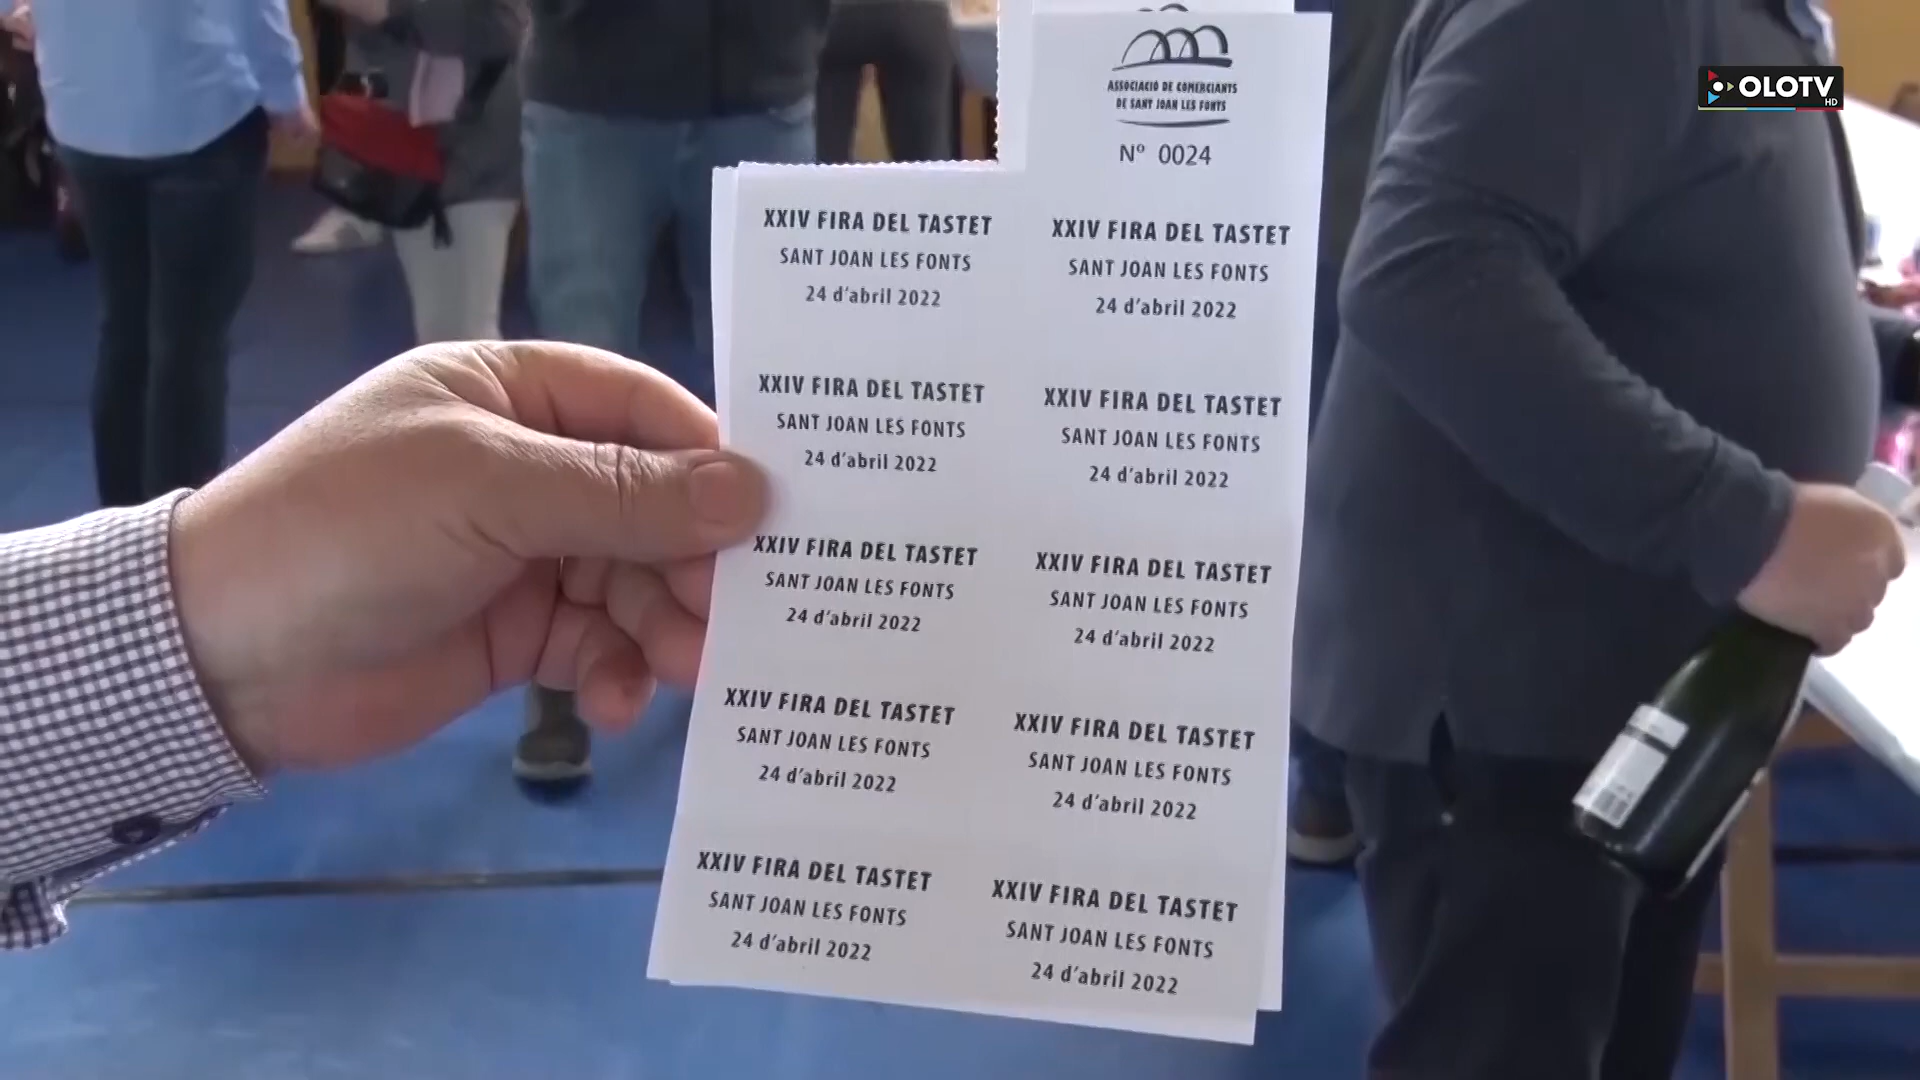 ASSOCIACIÓ DE COMERCIANTS
DE SANT JOAN LES FONTS
Nº 0024
OLOTV
HD
XXIV FIRA DEL TASTET
SANT JOAN LES FONTS
24 d'abril 2022
XXIV FIRA DEL TASTET
SANT JOAN LES FONTS
24 d'abril 2022
XXIV FIRA DEL TASTET
SANT JOAN LES FONTS
24 d'abril 2022
XXIV FIRA DEL TASTET
SANT JOAN LES FONTS
24 d'abril 2022
XXIV FIRA DEL TASTET
SANT JOAN LES FONTS
24 d'abril 2022
XXIV FIRA DEL TASTET
SANT JOAN LES FONTS
24 d'abril 2022
XXIV FIRA DEL TASTET
SANT JOAN LES FONTS
24 d'abril 2022
XXIV FIRA DEL TASTET
SANT JOAN LES FONTS
24 d'abril 2022
XXIV FIRA DEL TASTET
SANT JOAN LES FONTS
24 d'abril 2022
XXIV FIRA DEL TASTET
SANT JOAN LES FONTS
24 d'abril 2022